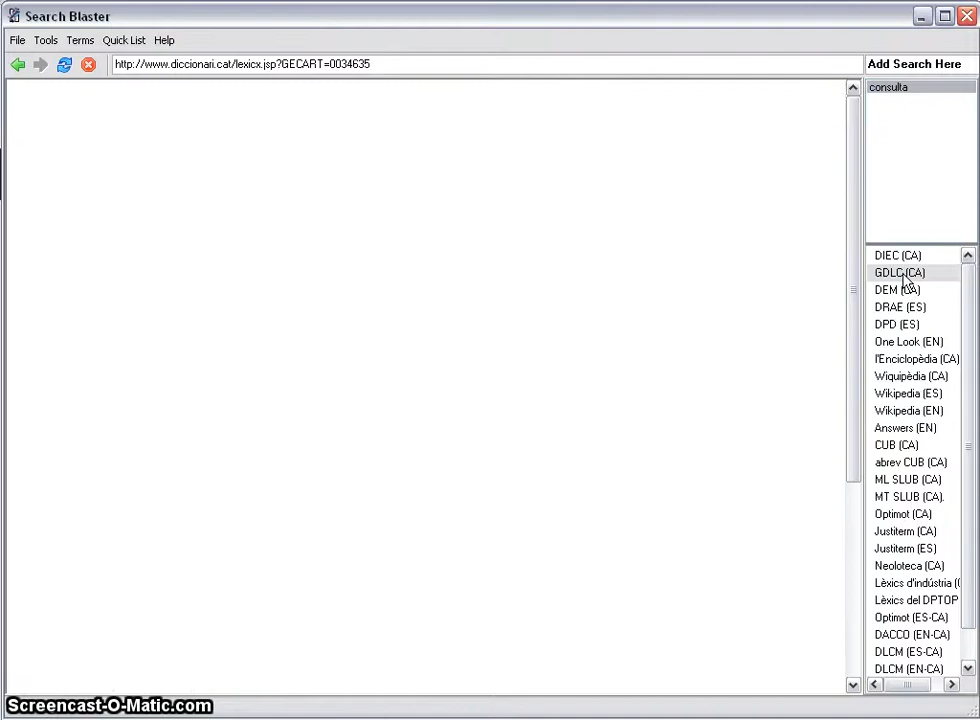 Search Blaster
File Tools Terms Quick List Help
http://www.diccionari.cat/lexicx.jsp?GECART=0034635
Add Search Here
consulta
DIEC (CA)
GDLC (CA)
DEM (CA)
DRAE (ES)
DPD (ES)
One Look (EN)
l'Enciclopèdia (CA)
Wiquipèdia (CA)
Wikipedia (ES)
Wikipedia (EN)
Answers (EN)
CUB (CA)
abrev CUB (CA)
ML SLUB (CA)
MT SLUB (CA).
Optimot (CA)
Justiterm (CA)
Justiterm (ES)
Neoloteca (CA)
Lèxics d'indústria (
Lèxics del DPTOP
Optimot (ES-CA)
DACCO (EN-CA)
DLCM (ES-CA)
DLCM (EN-CA)
Screencast-O-Matic.com